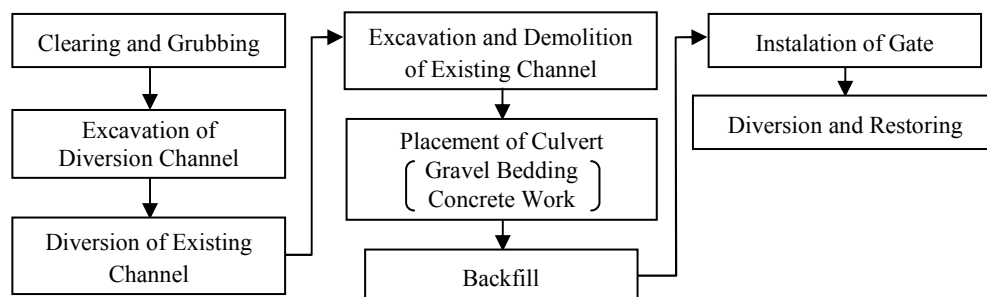 Clearing and Grubbing
Excavation of
Diversion Channel
Diversion of Existing
Channel
Excavation and Demolition
of Existing Channel
Placement of Culvert
Gravel Bedding
Concrete Work
Backfill
Instalation of Gate
Diversion and Restoring